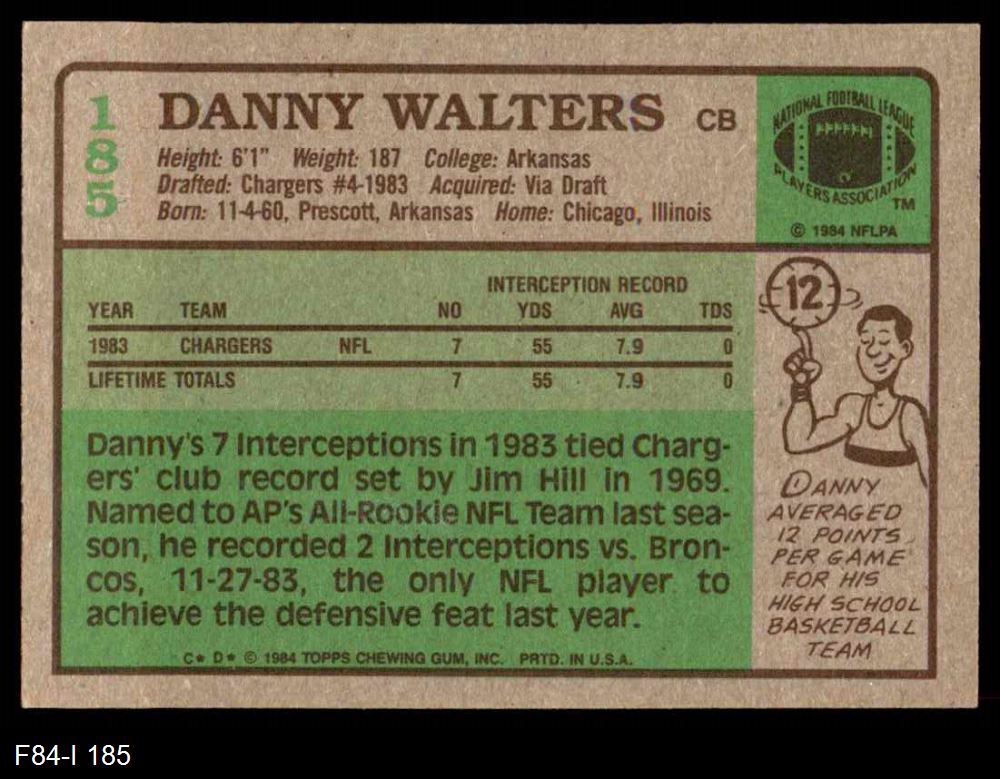 185
DANNY WALTERS CB
Height: 6'1" Weight: 187 College: Arkansas
Drafted: Chargers #4-1983 Acquired: Via Draft
Born: 11-4-60, Prescott, Arkansas Home: Chicago, Illinois
NATIONAL FOOTBALL LEAGUE
PLAYERS ASSOCIATION
TM
© 1984 NFLPA
INTERCEPTION RECORD
YEAR TEAM NO YDS AVG TDS
1983 CHARGERS NFL 7 55 7.9 0
LIFETIME TOTALS 7 55 7.9 0
Danny's 7 Interceptions in 1983 tied Charg-
ers' club record set by Jim Hill in 1969.
Named to AP's All-Rookie NFL Team last sea-
son, he recorded 2 Interceptions vs. Bron-
cos, 11-27-83, the only NFL player to
achieve the defensive feat last year.
C* D* © 1984 TOPPS CHEWING GUM, INC. PRTD. IN U.S.A.
12
DANNY
AVERAGED
12 POINTS
PER GAME
FOR HIS
HIGH SCHOOL
BASKETBALL
TEAM
F84-I 185